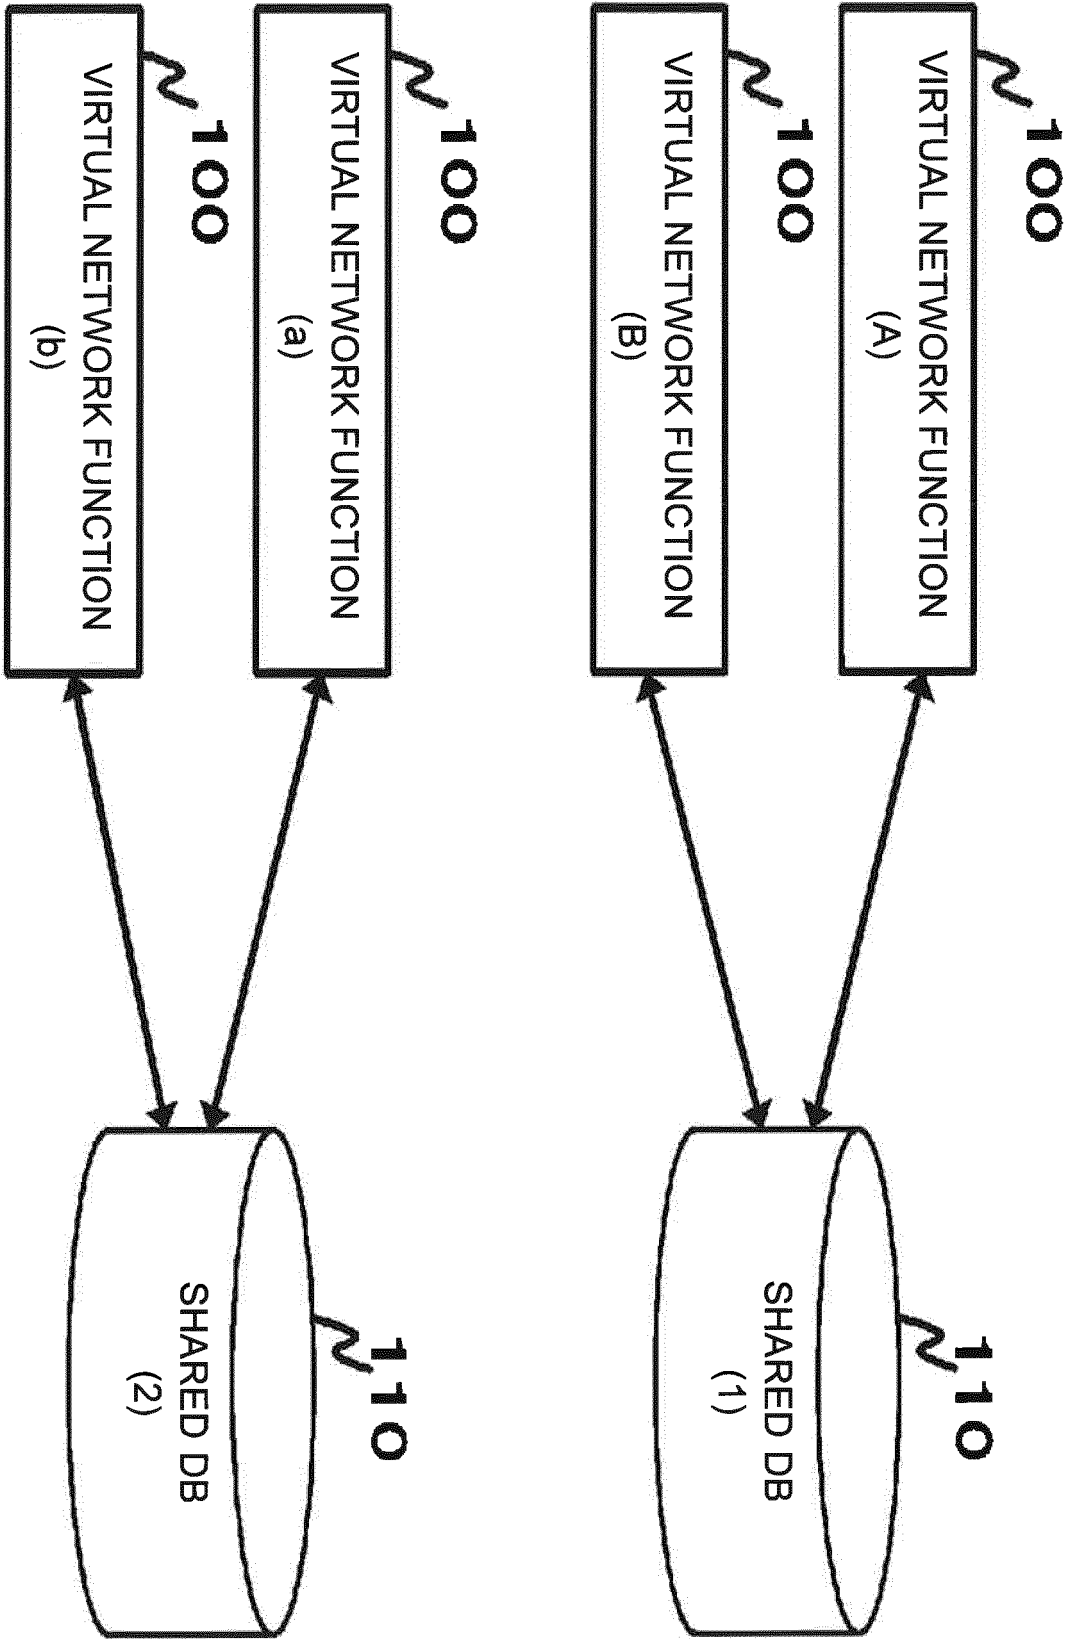 100
VIRTUAL NETWORK FUNCTION
(A)
110
SHARED DB
(1)
100
VIRTUAL NETWORK FUNCTION
(B)
100
VIRTUAL NETWORK FUNCTION
(a)
110
SHARED DB
(2)
100
VIRTUAL NETWORK FUNCTION
(b)